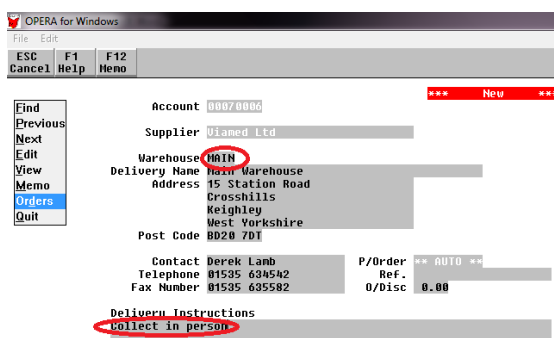 OPERA for Windows
File Edit
ESC F1 F12
Cancel Help Memo
*** New ***
Find
Previous
Next
Edit
View
Memo
Orders
Quit
Account 00070006
Supplier Viamed Ltd
Warehouse MAIN
Delivery Name Main Warehouse
Address 15 Station Road
Crosshills
Keighley
West Yorkshire
Post Code BD20 7DT
Contact Derek Lamb P/Order ** AUTO **
Telephone 01535 634542 Ref.
Fax Number 01535 635582 O/Disc 0.00
Delivery Instructions
Collect in person